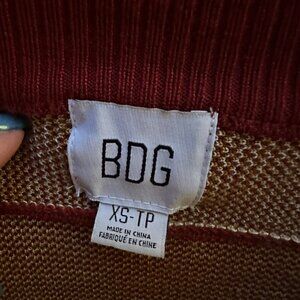 BDG
XS-TP
MADE IN CHINA
FABRIQUÉ EN CHINE